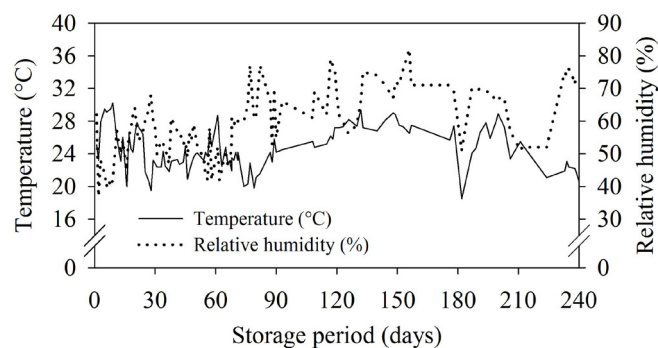 40
36
32
28
24
20
16
0
Temperature (°C)
90
80
70
60
50
40
30
0
Relative humidity (%)
Temperature (°C)
Relative humidity (%)
0 30 60 90 120 150 180 210 240
Storage period (days)